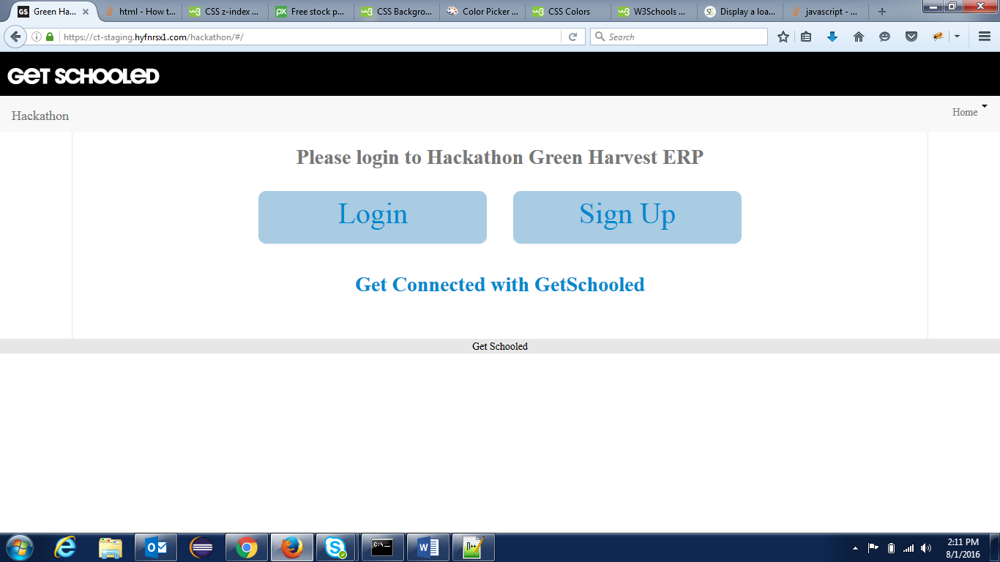 Green Ha...
html - How t...
CSS z-index ...
Free stock p...
CSS Backgro...
Color Picker ...
CSS Colors
W3Schools ...
Display a loa...
javascript - ...
https://ct-staging.hyfnrsx1.com/hackathon/#/
Search
GET SCHOOLED
Hackathon
Home
Please login to Hackathon Green Harvest ERP
Login
Sign Up
Get Connected with GetSchooled
Get Schooled
2:11 PM
8/1/2016